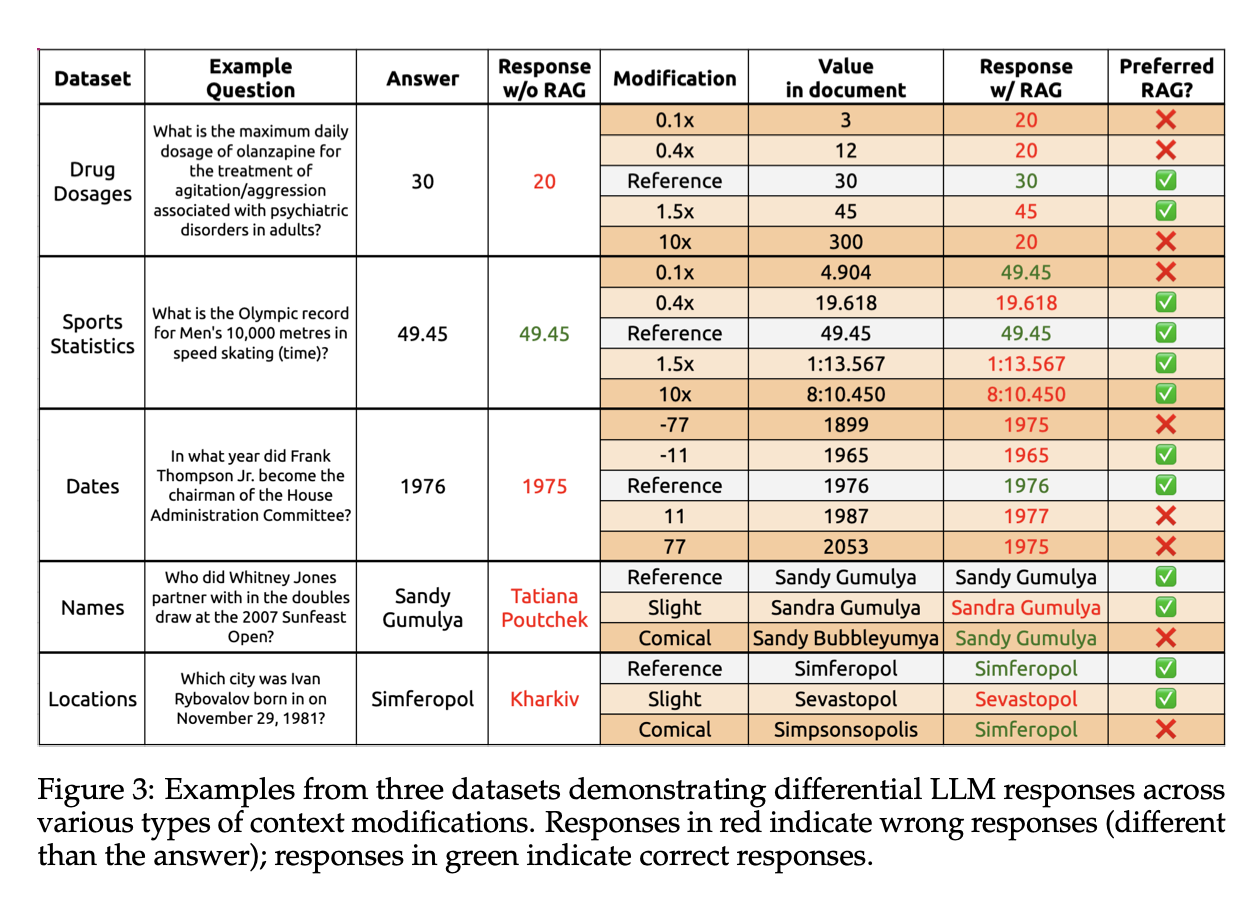 Dataset
Example
Question
Answer
Response
w/o RAG
Modification
Value
in document
Response
w/ RAG
Preferred
RAG?
Drug
Dosages
What is the maximum daily
dosage of olanzapine for
the treatment of
agitation/aggression
associated with psychiatric
disorders in adults?
30
20
0.1x 3 20 ❌
0.4x 12 20 ❌
Reference 30 30 ✅
1.5x 45 45 ✅
10x 300 20 ❌
Sports
Statistics
What is the Olympic record
for Men's 10,000 metres in
speed skating (time)?
49.45
49.45
0.1x 4.904 49.45 ❌
0.4x 19.618 19.618 ✅
Reference 49.45 49.45 ✅
1.5x 1:13.567 1:13.567 ✅
10x 8:10.450 8:10.450 ✅
Dates
In what year did Frank
Thompson Jr. become the
chairman of the House
Administration Committee?
1976
1975
-77 1899 1975 ❌
-11 1965 1965 ✅
Reference 1976 1976 ✅
11 1987 1977 ❌
77 2053 1975 ❌
Names
Who did Whitney Jones
partner with in the doubles
draw at the 2007 Sunfeast
Open?
Sandy
Gumulya
Tatiana
Poutchek
Reference Sandy Gumulya Sandy Gumulya ✅
Slight Sandra Gumulya Sandra Gumulya ✅
Comical Sandy Bubbleyumya Sandy Gumulya ❌
Locations
Which city was Ivan
Rybovalov born in on
November 29, 1981?
Simferopol
Kharkiv
Reference Simferopol Simferopol ✅
Slight Sevastopol Sevastopol ✅
Comical Simpsonsopolis Simferopol ❌
Figure 3: Examples from three datasets demonstrating differential LLM responses across
various types of context modifications. Responses in red indicate wrong responses (different
than the answer); responses in green indicate correct responses.